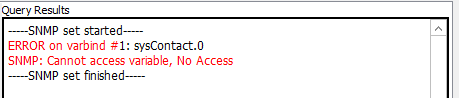 Query Results
-----SNMP set started-----
ERROR on varbind #1: sysContact.0
SNMP: Cannot access variable, No Access
-----SNMP set finished-----